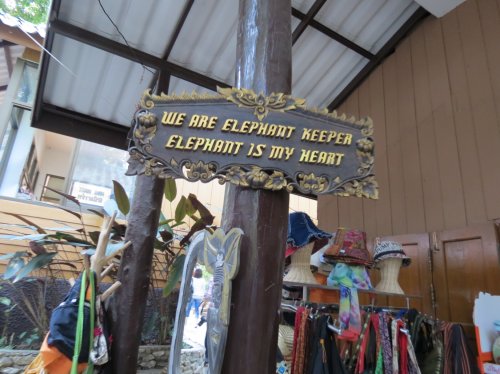 WE ARE ELEPHANT KEEPER
ELEPHANT IS MY HEART